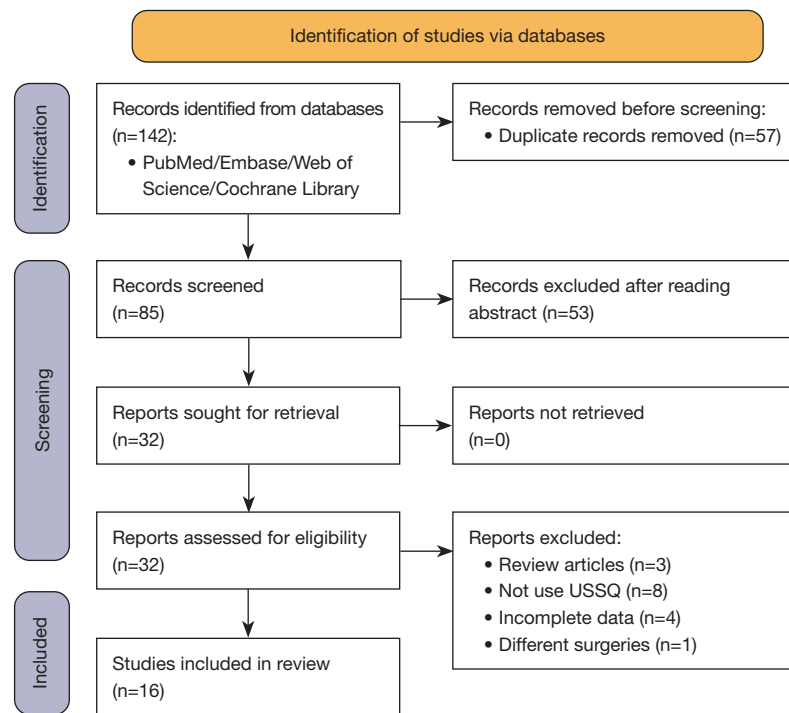 Identification of studies via databases
Identification
Records identified from databases
(n=142):
• PubMed/Embase/Web of
Science/Cochrane Library
Records removed before screening:
• Duplicate records removed (n=57)
Screening
Records screened
(n=85)
Records excluded after reading
abstract (n=53)
Reports sought for retrieval
(n=32)
Reports not retrieved
(n=0)
Reports assessed for eligibility
(n=32)
Reports excluded:
• Review articles (n=3)
• Not use USSQ (n=8)
• Incomplete data (n=4)
• Different surgeries (n=1)
Included
Studies included in review
(n=16)